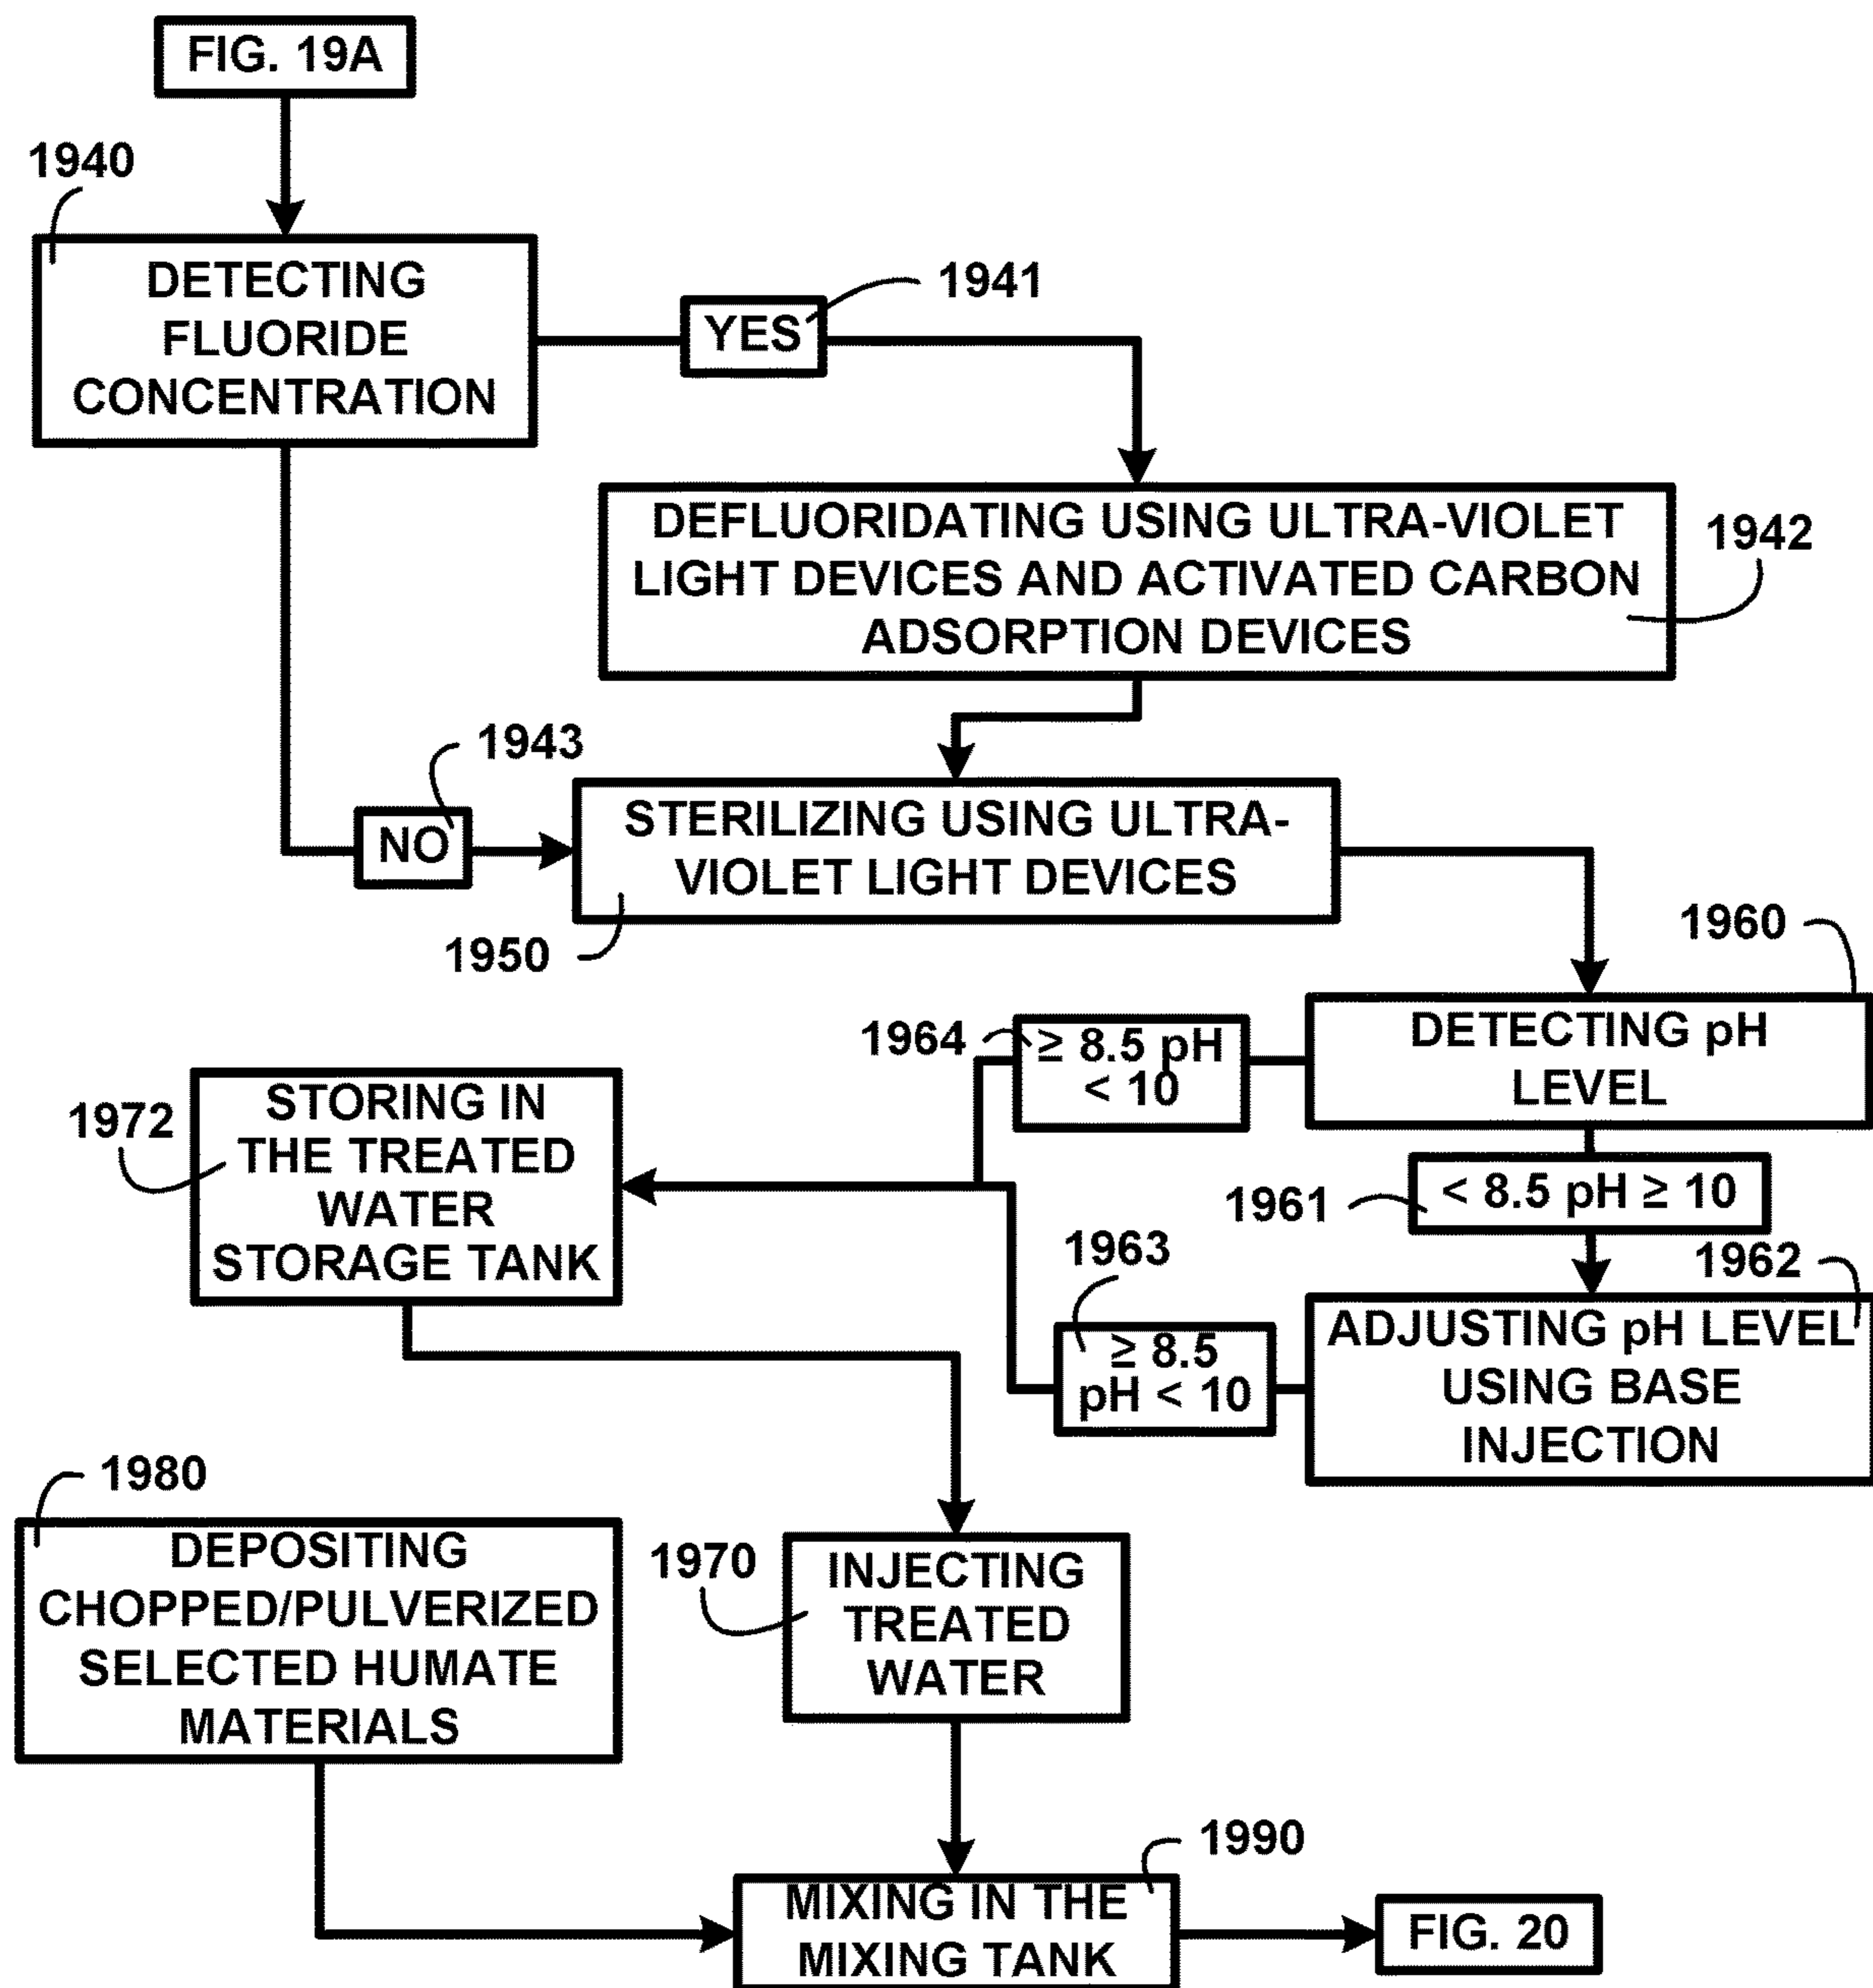 FIG. 19A
1940
DETECTING
FLUORIDE
CONCENTRATION
YES
1941
DEFLUORIDATING USING ULTRA-VIOLET
LIGHT DEVICES AND ACTIVATED CARBON
ADSORPTION DEVICES
1942
1943
NO
STERILIZING USING ULTRA-
VIOLET LIGHT DEVICES
1950
1960
DETECTING pH
LEVEL
1964
≥ 8.5 pH
< 10
1972
STORING IN
THE TREATED
WATER
STORAGE TANK
1961
< 8.5 pH ≥ 10
1963
≥ 8.5
pH < 10
1962
ADJUSTING pH LEVEL
USING BASE
INJECTION
1980
DEPOSITING
CHOPPED/PULVERIZED
SELECTED HUMATE
MATERIALS
1970
INJECTING
TREATED
WATER
1990
MIXING IN THE
MIXING TANK
FIG. 20